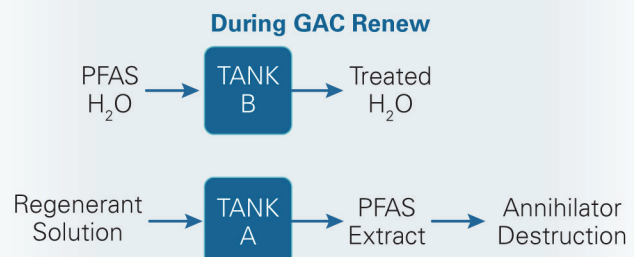 During GAC Renew
PFAS
H₂O
TANK
B
Treated
H₂O
Regenerant
Solution
TANK
A
PFAS
Extract
Annihilator
Destruction